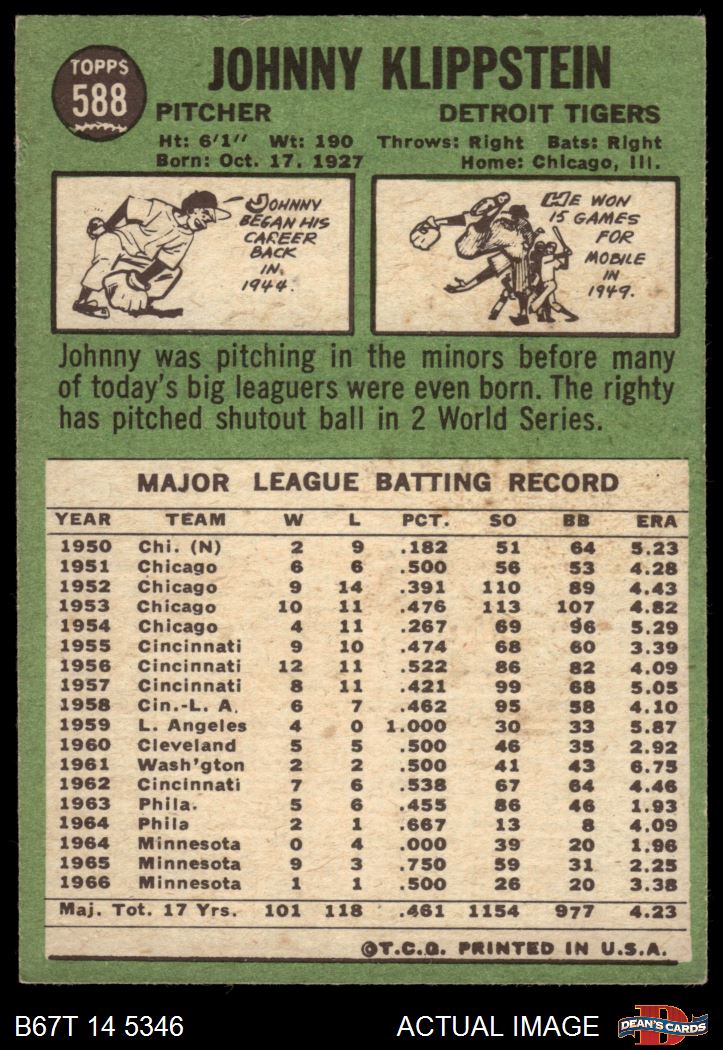 TOPPS
588
JOHNNY KLIPPSTEIN
PITCHER DETROIT TIGERS
Ht: 6'1" Wt: 190 Throws: Right Bats: Right
Born: Oct. 17, 1927 Home: Chicago, Ill.
JOHNNY
BEGAN HIS
CAREER
BACK
IN
1944.
HE WON
15 GAMES
FOR
MOBILE
IN
1949.
Johnny was pitching in the minors before many
of today's big leaguers were even born. The righty
has pitched shutout ball in 2 World Series.
MAJOR LEAGUE BATTING RECORD
YEAR TEAM W L PCT. SO BB ERA
1950 Chi. (N) 2 9 .182 51 64 5.23
1951 Chicago 6 6 .500 56 53 4.28
1952 Chicago 9 14 .391 110 89 4.43
1953 Chicago 10 11 .476 113 107 4.82
1954 Chicago 4 11 .267 69 96 5.29
1955 Cincinnati 9 10 .474 68 60 3.39
1956 Cincinnati 12 11 .522 86 82 4.09
1957 Cincinnati 8 11 .421 99 68 5.05
1958 Cin.-L. A. 6 7 .462 95 58 4.10
1959 L. Angeles 4 0 1.000 30 33 5.87
1960 Cleveland 5 5 .500 46 35 2.92
1961 Wash'gton 2 2 .500 41 43 6.75
1962 Cincinnati 7 6 .538 67 64 4.46
1963 Phila. 5 6 .455 86 46 1.93
1964 Phila 2 1 .667 13 8 4.09
1964 Minnesota 0 4 .000 39 20 1.96
1965 Minnesota 9 3 .750 59 31 2.25
1966 Minnesota 1 1 .500 26 20 3.38
Maj. Tot. 17 Yrs. 101 118 .461 1154 977 4.23
©T.C.G. PRINTED IN U.S.A.
B67T 14 5346 ACTUAL IMAGE
D
DEAN'S CARDS